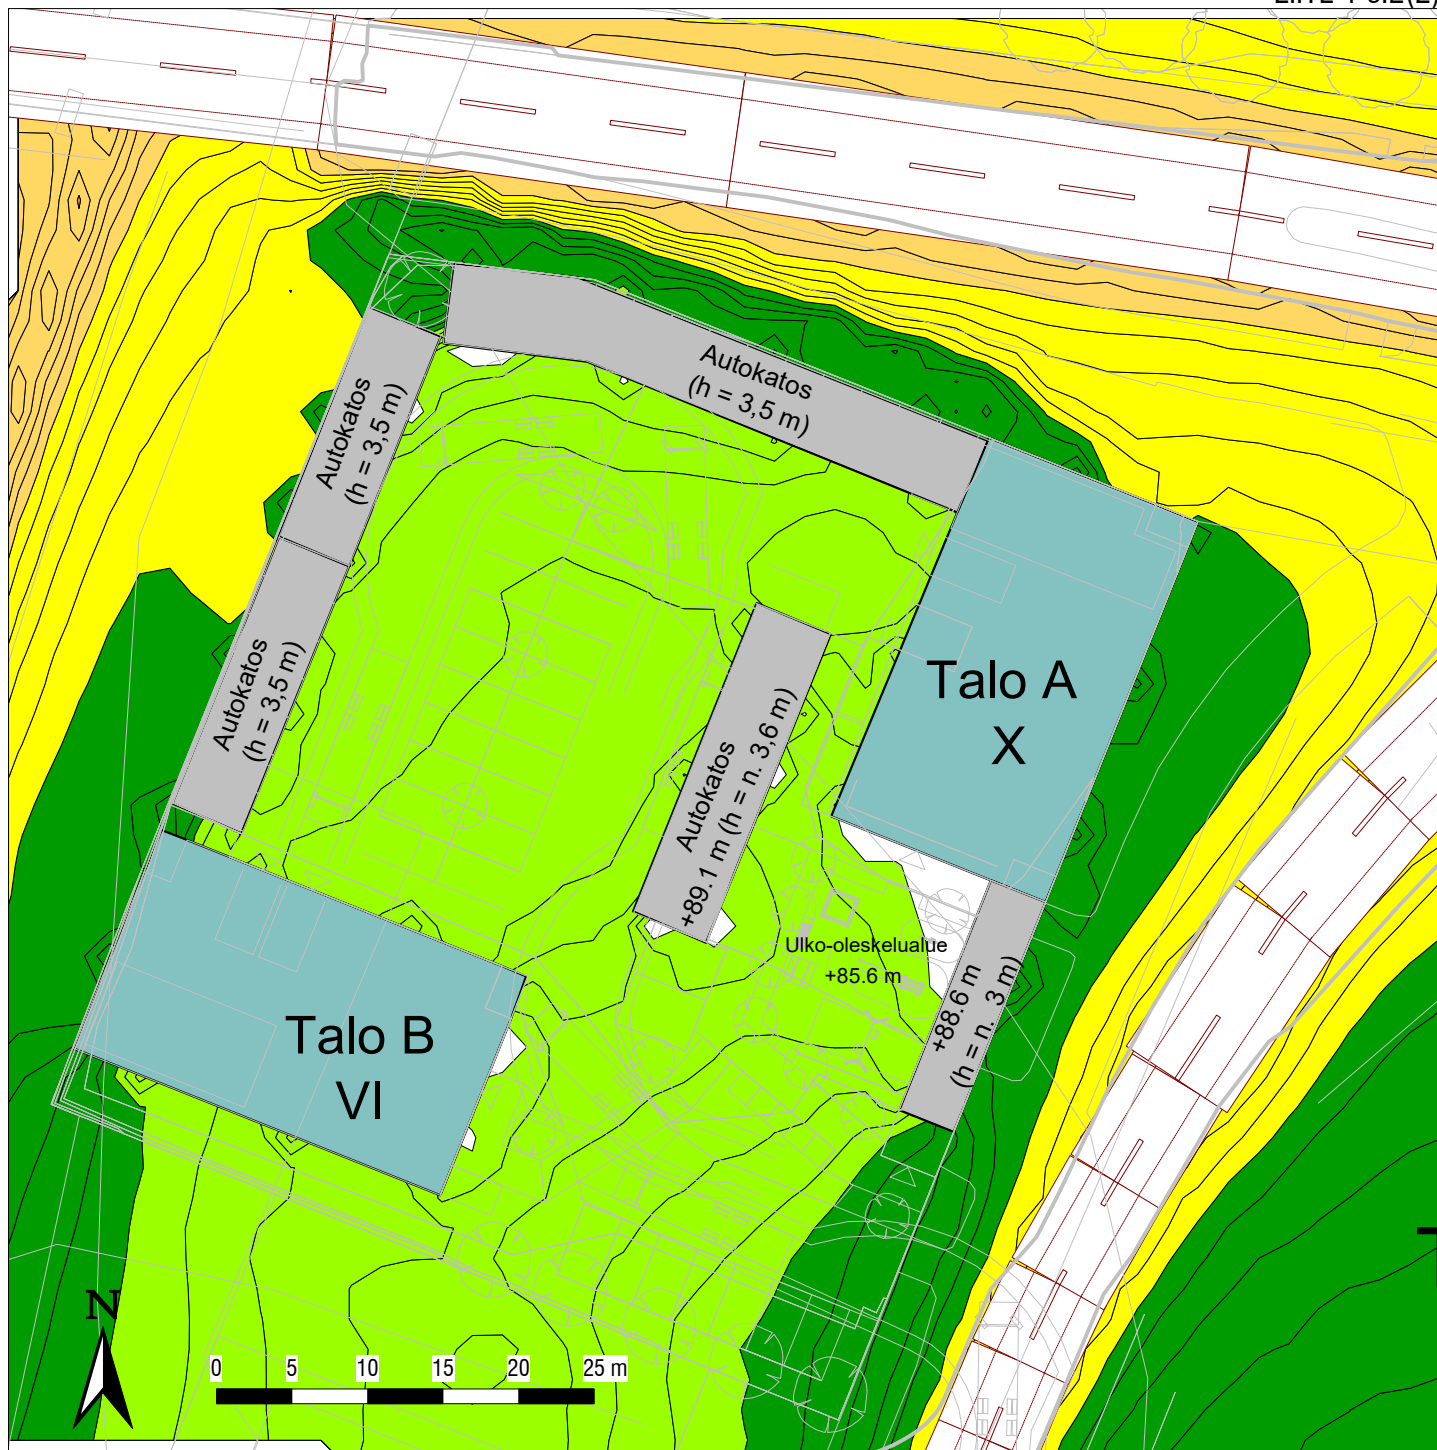 Autokatos
(h = 3,5 m)
Autokatos
(h = 3,5 m)
Autokatos
(h = 3,5 m)
Talo A
X
Autokatos
+89.1 m (h = n. 3,6 m)
Ulko-oleskelualue
+85.6 m
+88.6 m
(h = n. 3 m)
Talo B
VI
N
0 5 10 15 20 25 m